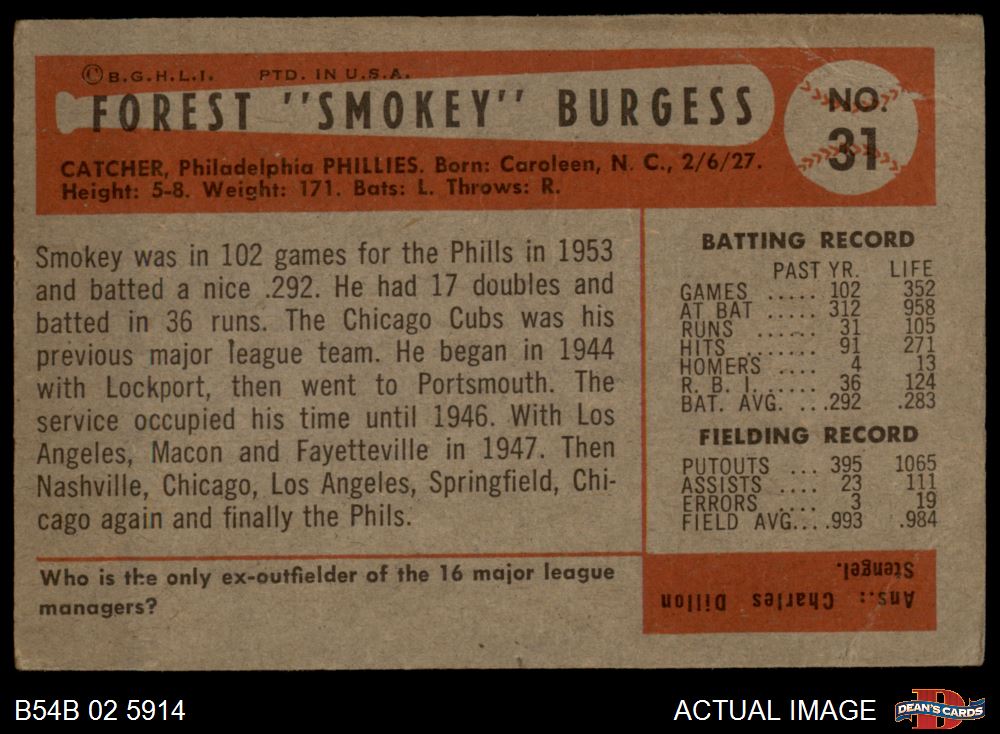 © B.G.H.L.I. PTD. IN U.S.A.
FOREST "SMOKEY" BURGESS
NO.
31
CATCHER, Philadelphia PHILLIES. Born: Caroleen, N. C., 2/6/27.
Height: 5-8. Weight: 171. Bats: L. Throws: R.
Smokey was in 102 games for the Phills in 1953
and batted a nice .292. He had 17 doubles and
batted in 36 runs. The Chicago Cubs was his
previous major league team. He began in 1944
with Lockport, then went to Portsmouth. The
service occupied his time until 1946. With Los
Angeles, Macon and Fayetteville in 1947. Then
Nashville, Chicago, Los Angeles, Springfield, Chi-
cago again and finally the Phils.
Who is the only ex-outfielder of the 16 major league
managers?
BATTING RECORD
PAST YR. LIFE
GAMES ..... 102 352
AT BAT ..... 312 958
RUNS ...... 31 105
HITS ....... 91 271
HOMERS .... 4 13
R. B. I. ...... 36 124
BAT. AVG. ... .292 .283
FIELDING RECORD
PUTOUTS ... 395 1065
ASSISTS .... 23 111
ERRORS .... 3 19
FIELD AVG.... .993 .984
Ans.: Charles Dillon
Stengel.
B54B 02 5914
ACTUAL IMAGE
DEAN'S CARDS